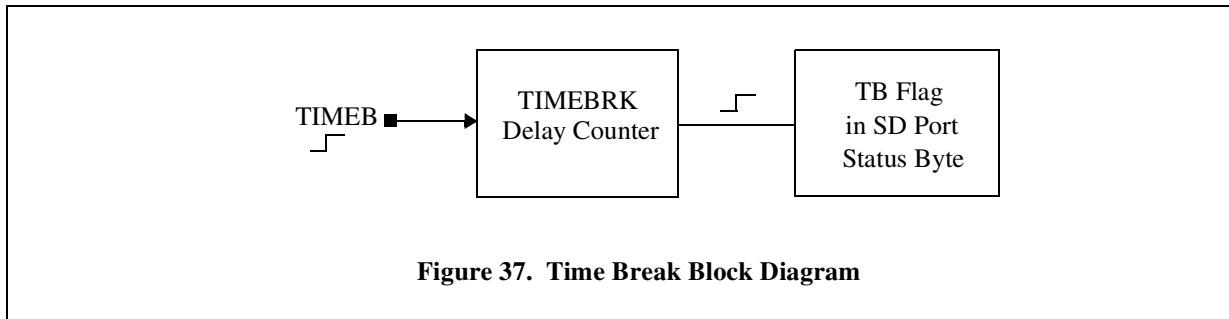 TIMEB
TIMEBRK
Delay Counter
TB Flag
in SD Port
Status Byte
Figure 37.  Time Break Block Diagram